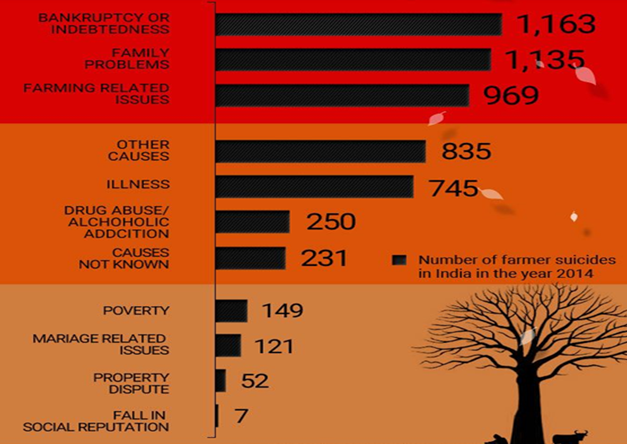 BANKRUPTCY OR
INDEBTEDNESS
1,163
FAMILY
PROBLEMS
1,135
FARMING RELATED
ISSUES
969
OTHER
CAUSES
835
ILLNESS
745
DRUG ABUSE/
ALCHOHOLIC
ADDCITION
250
CAUSES
NOT KNOWN
231
Number of farmer suicides
in India in the year 2014
POVERTY
149
MARIAGE RELATED
ISSUES
121
PROPERTY
DISPUTE
52
FALL IN
SOCIAL REPUTATION
7